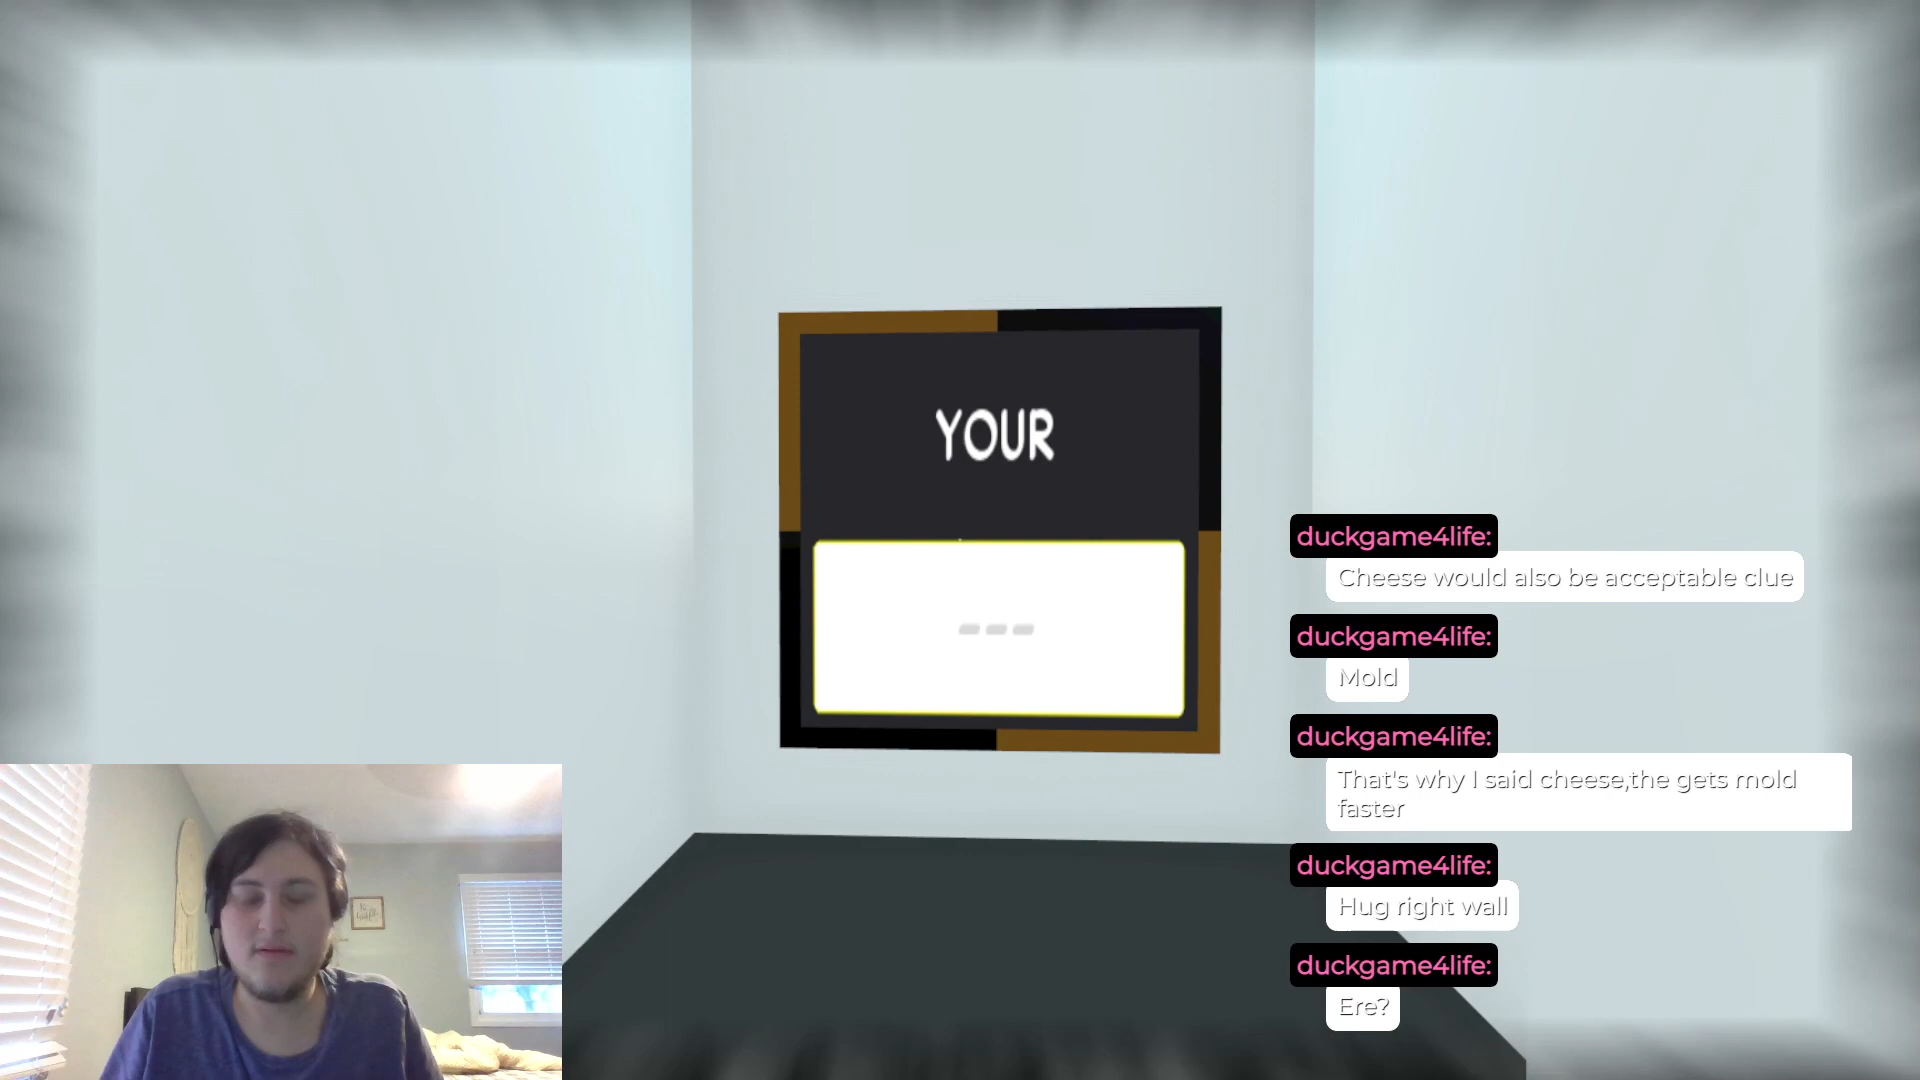 YOUR
---
duckgame4life:
Cheese would also be acceptable clue
duckgame4life:
Mold
duckgame4life:
That's why I said cheese,the gets mold
faster
duckgame4life:
Hug right wall
duckgame4life:
Ere?